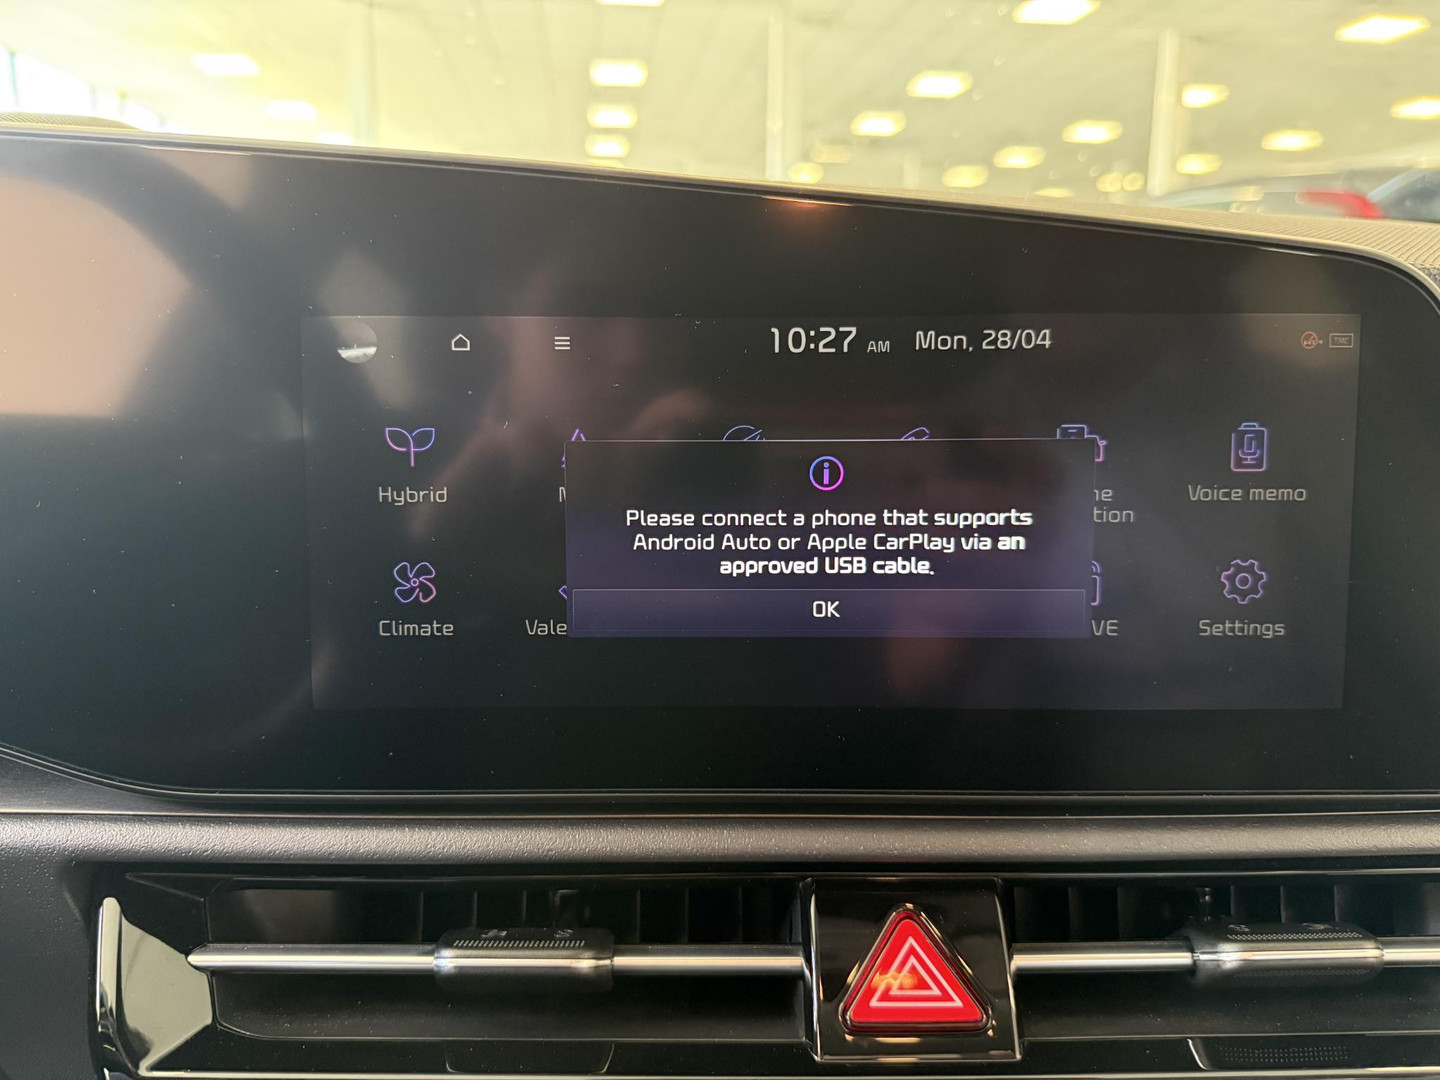 10:27 AM Mon, 28/04 TMC
Hybrid
Voice memo
Please connect a phone that supports
Android Auto or Apple CarPlay via an
approved USB cable.
OK
Climate
Settings